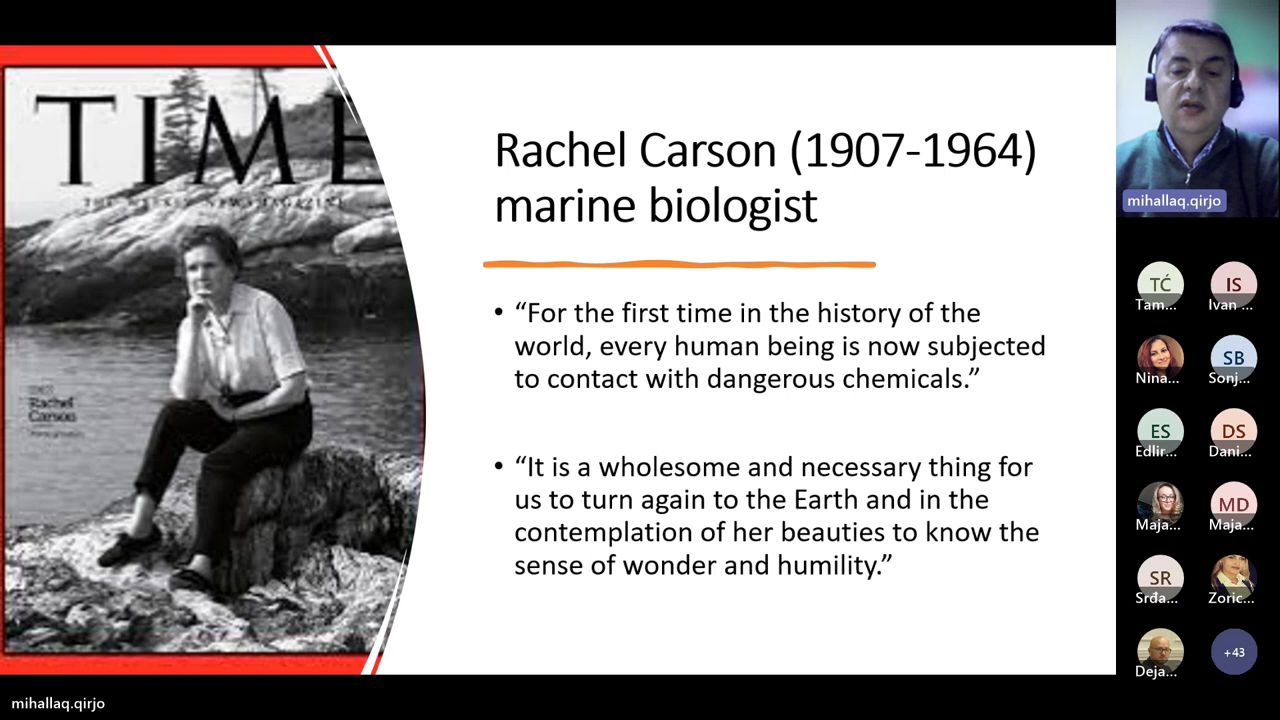 TIME
THE WEEKLY NEWSMAGAZINE
Rachel
Carson
Rachel Carson (1907-1964)
marine biologist
• “For the first time in the history of the
world, every human being is now subjected
to contact with dangerous chemicals.”
• “It is a wholesome and necessary thing for
us to turn again to the Earth and in the
contemplation of her beauties to know the
sense of wonder and humility.”
mihallaq.qirjo
TĆ
Tam...
IS
Ivan ...
Nina...
SB
Sonj...
ES
Edlir...
DS
Dani...
Maja...
MD
Maja...
SR
Srđa...
Zoric...
Deja...
+43
mihallaq.qirjo